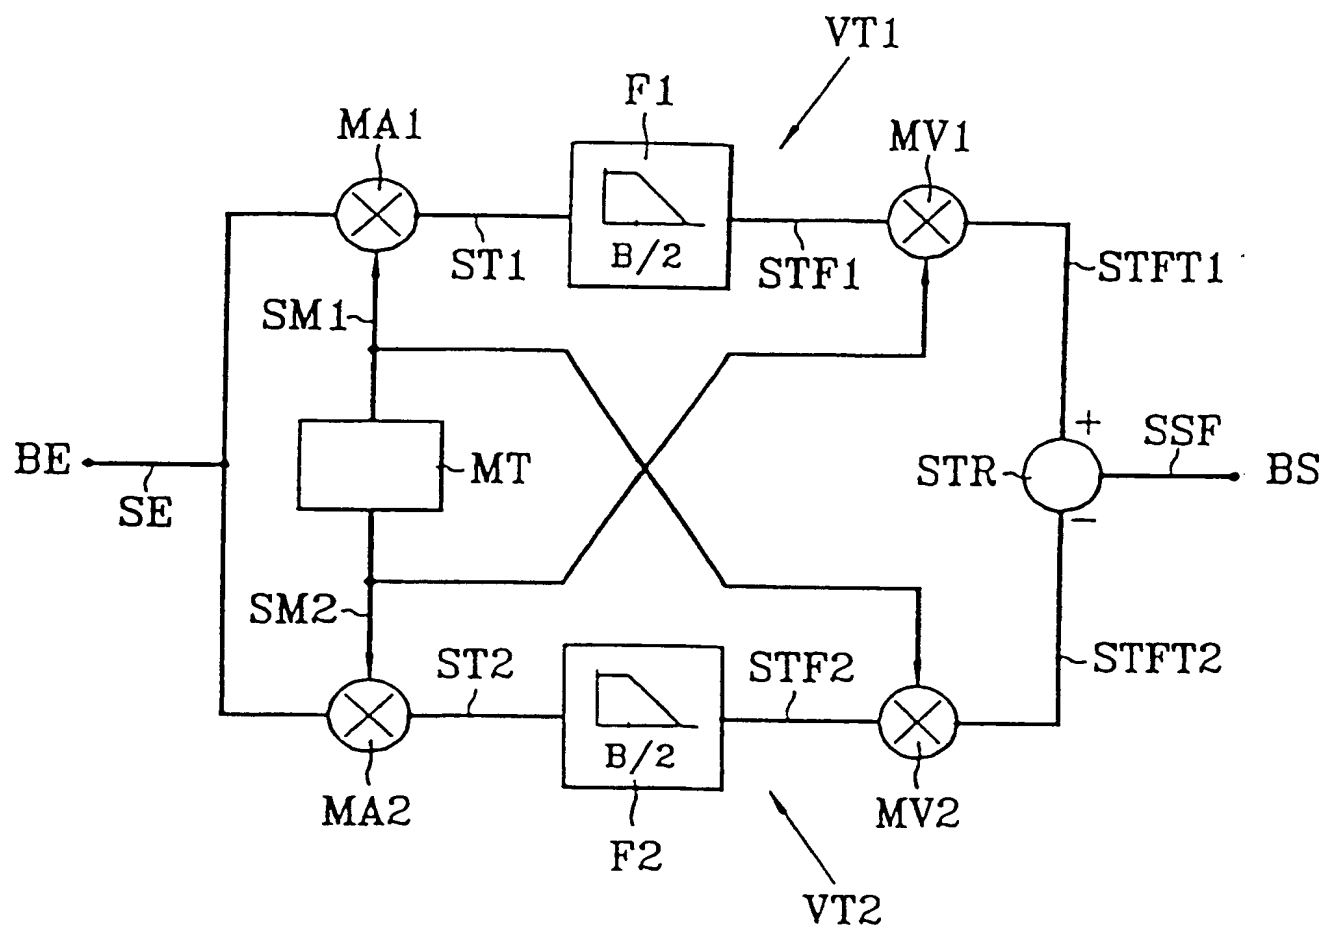 VT1
F1
MA1
MV1
ST1
B/2
STF1
STFT1
SM1
+
SSF
BE
MT
STR
BS
SE
−
SM2
ST2
STF2
STFT2
B/2
MA2
MV2
F2
VT2